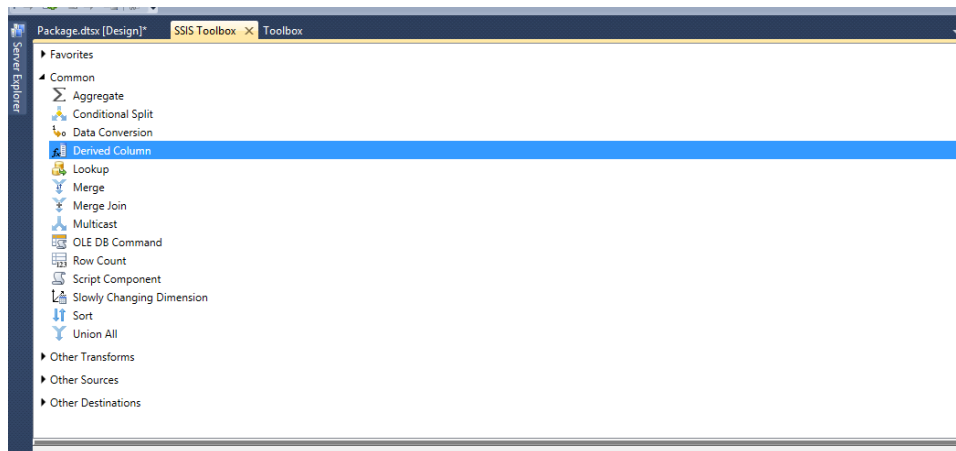 Package.dtsx [Design]* SSIS Toolbox Toolbox
Server Explorer
Favorites
Common
Aggregate
Conditional Split
Data Conversion
Derived Column
Lookup
Merge
Merge Join
Multicast
OLE DB Command
Row Count
Script Component
Slowly Changing Dimension
Sort
Union All
Other Transforms
Other Sources
Other Destinations